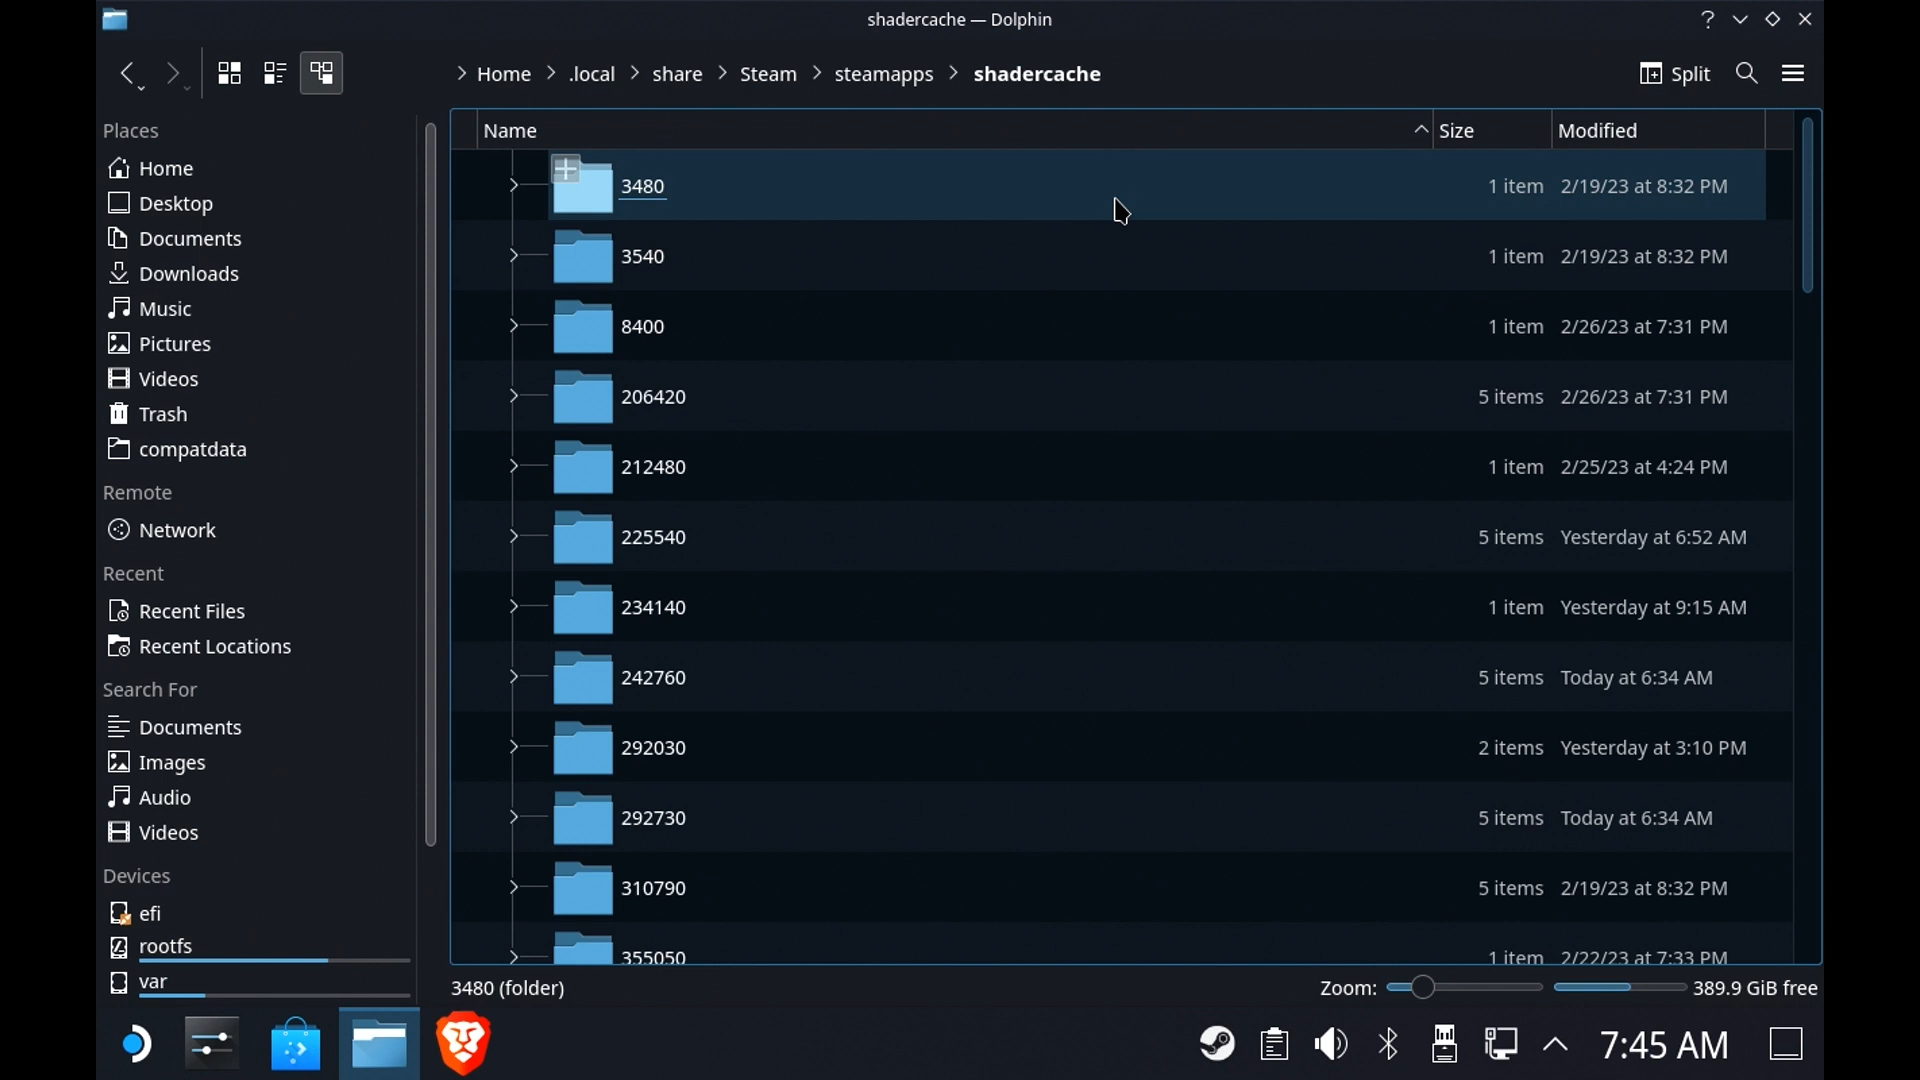 shadercache — Dolphin
Home > .local > share > Steam > steamapps > shadercache
Split
Places
Home
Desktop
Documents
Downloads
Music
Pictures
Videos
Trash
compatdata
Remote
Network
Recent
Recent Files
Recent Locations
Search For
Documents
Images
Audio
Videos
Devices
efi
rootfs
var
Name Size Modified
3480 1 item 2/19/23 at 8:32 PM
3540 1 item 2/19/23 at 8:32 PM
8400 1 item 2/26/23 at 7:31 PM
206420 5 items 2/26/23 at 7:31 PM
212480 1 item 2/25/23 at 4:24 PM
225540 5 items Yesterday at 6:52 AM
234140 1 item Yesterday at 9:15 AM
242760 5 items Today at 6:34 AM
292030 2 items Yesterday at 3:10 PM
292730 5 items Today at 6:34 AM
310790 5 items 2/19/23 at 8:32 PM
355050 1 item 2/22/23 at 7:33 PM
3480 (folder)
Zoom: 389.9 GiB free
7:45 AM